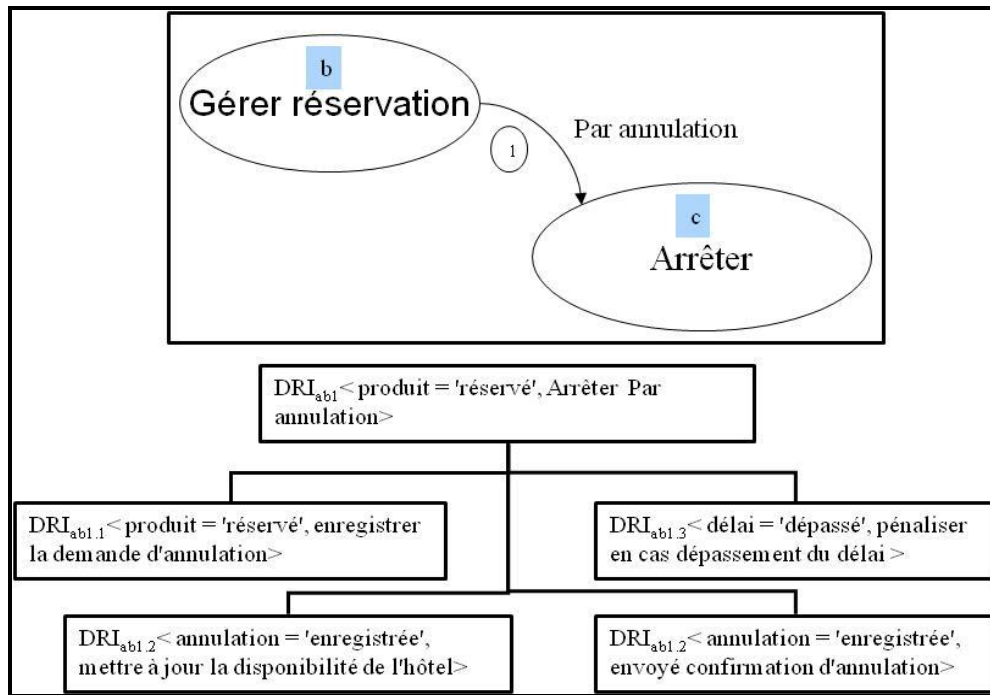 b
Gérer réservation
Par annulation
1
c
Arrêter
DRIab1< produit = 'réservé', Arrêter Par
annulation>
DRIab1.1< produit = 'réservé', enregistrer
la demande d'annulation>
DRIab1.3< délai = 'dépassé', pénaliser
en cas dépassement du délai >
DRIab1.2< annulation = 'enregistrée',
mettre à jour la disponibilité de l'hôtel>
DRIab1.2< annulation = 'enregistrée',
envoyé confirmation d'annulation>